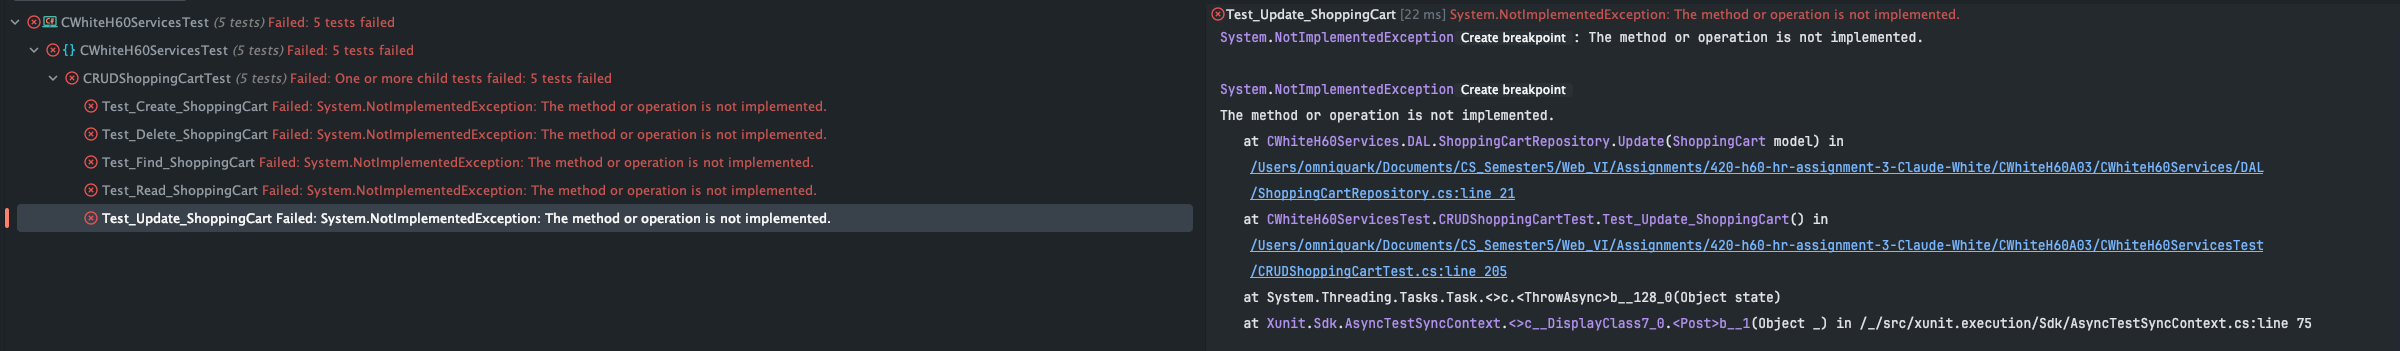 CWhiteH60ServicesTest (5 tests) Failed: 5 tests failed
{} CWhiteH60ServicesTest (5 tests) Failed: 5 tests failed
CRUDShoppingCartTest (5 tests) Failed: One or more child tests failed: 5 tests failed
Test_Create_ShoppingCart Failed: System.NotImplementedException: The method or operation is not implemented.
Test_Delete_ShoppingCart Failed: System.NotImplementedException: The method or operation is not implemented.
Test_Find_ShoppingCart Failed: System.NotImplementedException: The method or operation is not implemented.
Test_Read_ShoppingCart Failed: System.NotImplementedException: The method or operation is not implemented.
Test_Update_ShoppingCart Failed: System.NotImplementedException: The method or operation is not implemented.
Test_Update_ShoppingCart [22 ms] System.NotImplementedException: The method or operation is not implemented.
System.NotImplementedException Create breakpoint : The method or operation is not implemented.
System.NotImplementedException Create breakpoint
The method or operation is not implemented.
at CWhiteH60Services.DAL.ShoppingCartRepository.Update(ShoppingCart model) in
/Users/omniquark/Documents/CS_Semester5/Web_VI/Assignments/420-h60-hr-assignment-3-Claude-White/CWhiteH60A03/CWhiteH60Services/DAL
/ShoppingCartRepository.cs:line 21
at CWhiteH60ServicesTest.CRUDShoppingCartTest.Test_Update_ShoppingCart() in
/Users/omniquark/Documents/CS_Semester5/Web_VI/Assignments/420-h60-hr-assignment-3-Claude-White/CWhiteH60A03/CWhiteH60ServicesTest
/CRUDShoppingCartTest.cs:line 205
at System.Threading.Tasks.Task.<>c.<ThrowAsync>b__128_0(Object state)
at Xunit.Sdk.AsyncTestSyncContext.<>c__DisplayClass7_0.<Post>b__1(Object _) in /_/src/xunit.execution/Sdk/AsyncTestSyncContext.cs:line 75